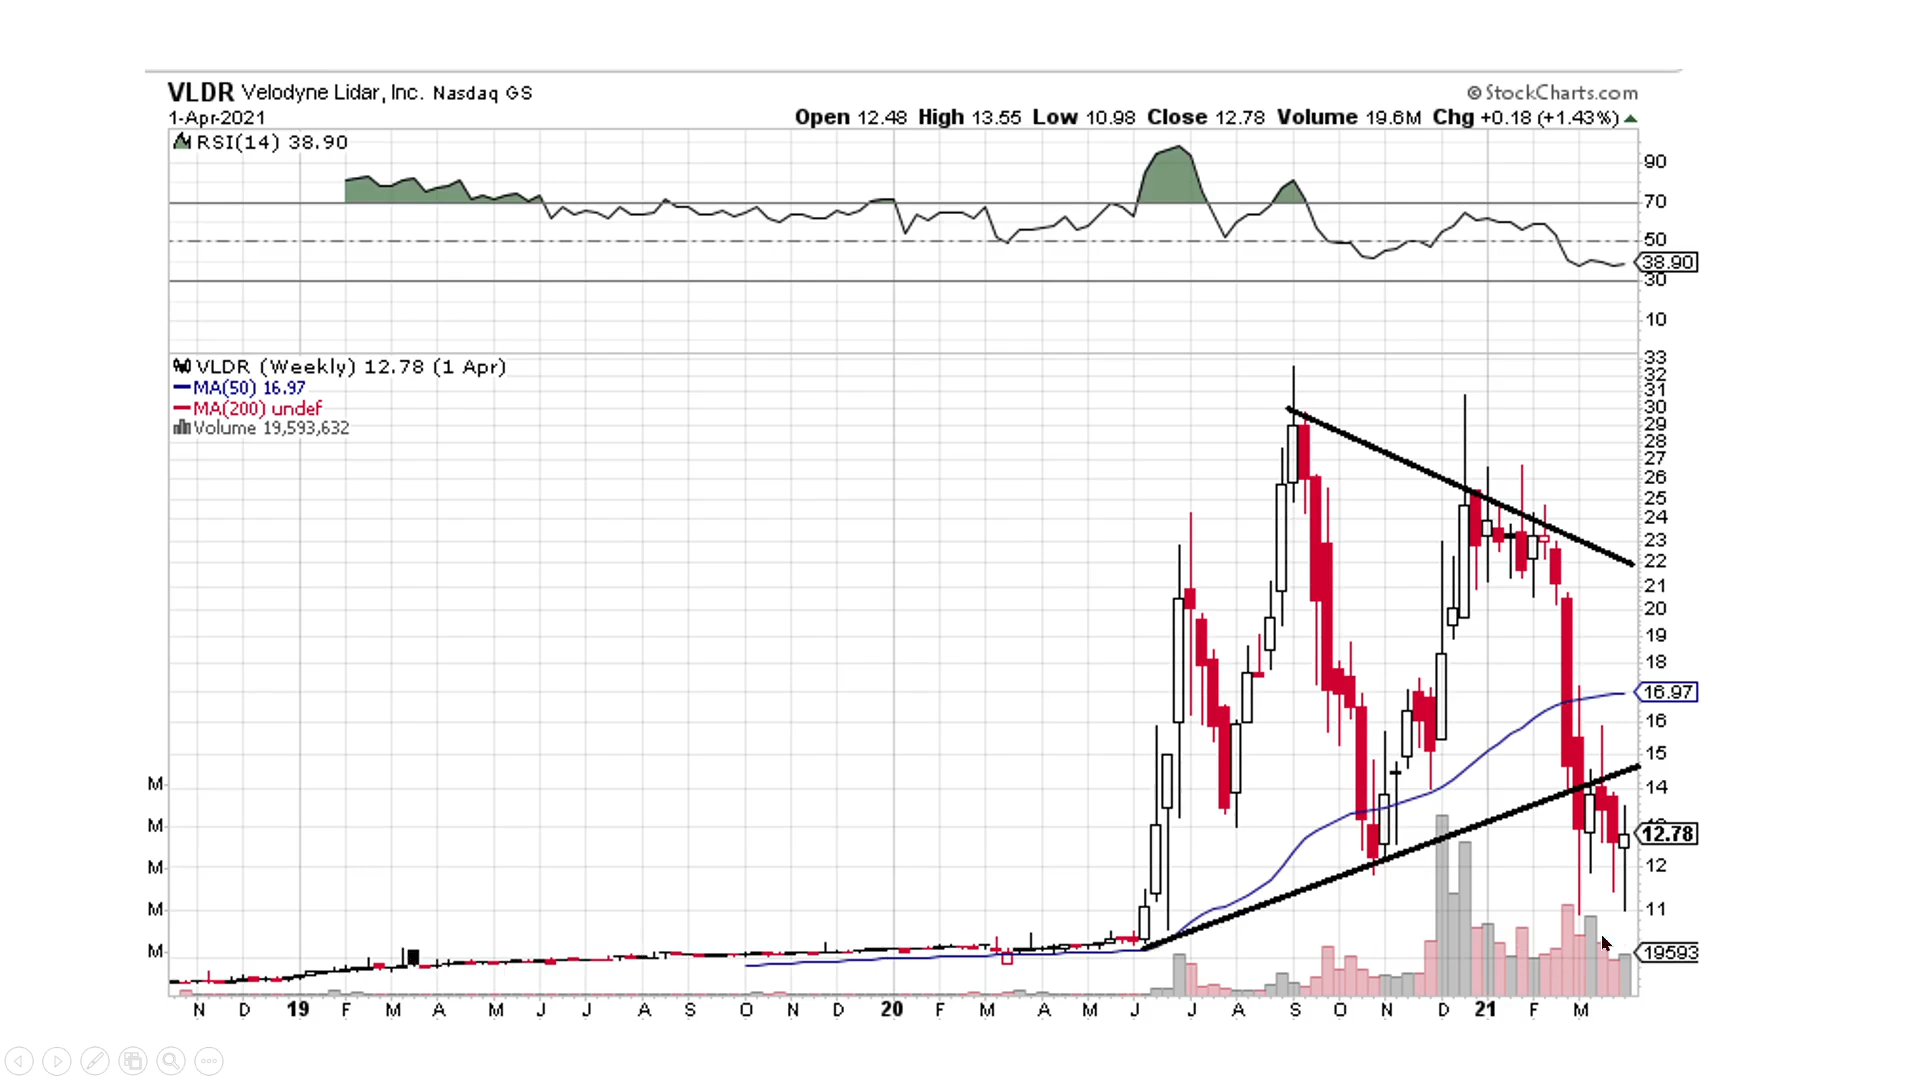 VLDR Velodyne Lidar, Inc. Nasdaq GS
© StockCharts.com
1-Apr-2021
Open 12.48 High 13.55 Low 10.98 Close 12.78 Volume 19.6M Chg +0.18 (+1.43%)
RSI(14) 38.90
90
70
50
38.90
30
10
VLDR (Weekly) 12.78 (1 Apr)
MA(50) 16.97
MA(200) undef
Volume 19,593,632
33
32
31
30
29
28
27
26
25
24
23
22
21
20
19
18
16.97
16
15
14
12.78
12
11
19593
M
M
M
M
M
N D 19 F M A M J J A S O N D 20 F M A M J J A S O N D 21 F M